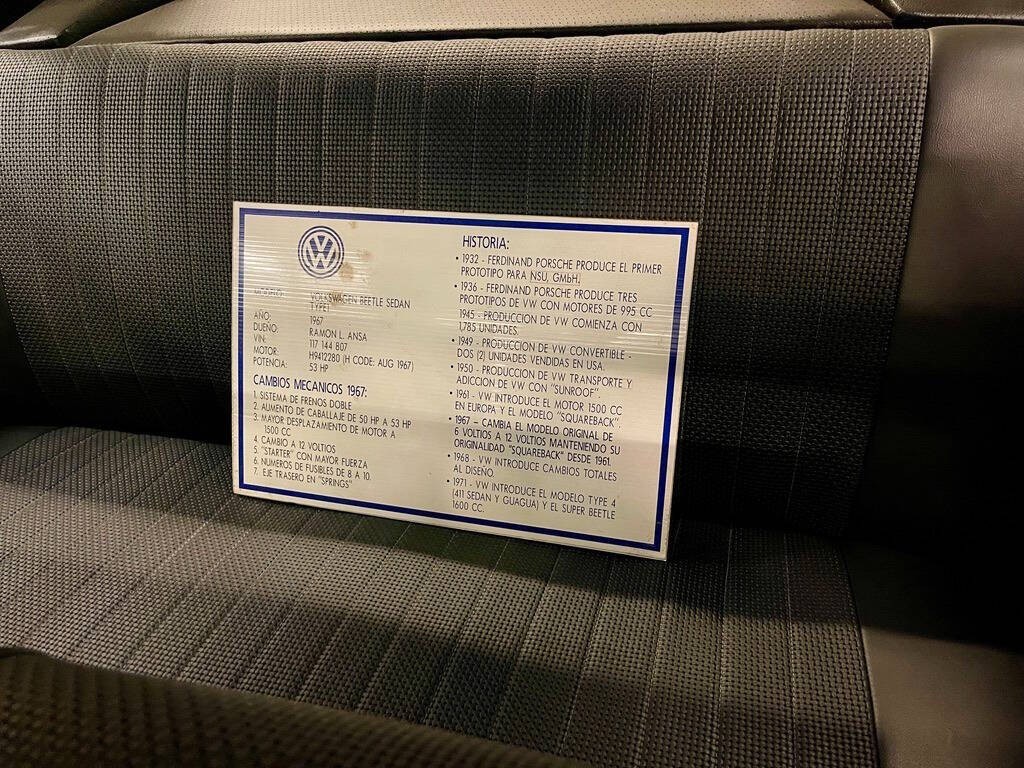 VW
MODELO: VOLKSWAGEN BEETLE SEDAN
TYPE1
AÑO: 1967
DUEÑO: RAMON L. ANSA
VIN: 117 144 807
MOTOR: H9412280 (H CODE: AUG 1967)
POTENCIA: 53 HP
CAMBIOS MECANICOS 1967:
1. SISTEMA DE FRENOS DOBLE
2. AUMENTO DE CABALLAJE DE 50 HP A 53 HP
3. MAYOR DESPLAZAMIENTO DE MOTOR A
1500 CC
4. CAMBIO A 12 VOLTIOS
5. "STARTER" CON MAYOR FUERZA
6. NUMEROS DE FUSIBLES DE 8 A 10.
7. EJE TRASERO EN "SPRINGS"
HISTORIA:
• 1932 - FERDINAND PORSCHE PRODUCE EL PRIMER
PROTOTIPO PARA NSU, GMbH.
• 1936 - FERDINAND PORSCHE PRODUCE TRES
PROTOTIPOS DE VW CON MOTORES DE 995 CC
1945 - PRODUCCION DE VW COMIENZA CON
1,785 UNIDADES.
• 1949 - PRODUCCION DE VW CONVERTIBLE -
DOS (2) UNIDADES VENDIDAS EN USA.
• 1950 - PRODUCCION DE VW TRANSPORTE Y
ADICCION DE VW CON "SUNROOF".
• 1961 - VW INTRODUCE EL MOTOR 1500 CC
EN EUROPA Y EL MODELO "SQUAREBACK".
• 1967 - CAMBIA EL MODELO ORIGINAL DE
6 VOLTIOS A 12 VOLTIOS MANTENIENDO SU
ORIGINALIDAD "SQUAREBACK" DESDE 1961.
• 1968 - VW INTRODUCE CAMBIOS TOTALES
AL DISEÑO.
• 1971 - VW INTRODUCE EL MODELO TYPE 4
(411 SEDAN Y GUAGUA) Y EL SUPER BEETLE
1600 CC.